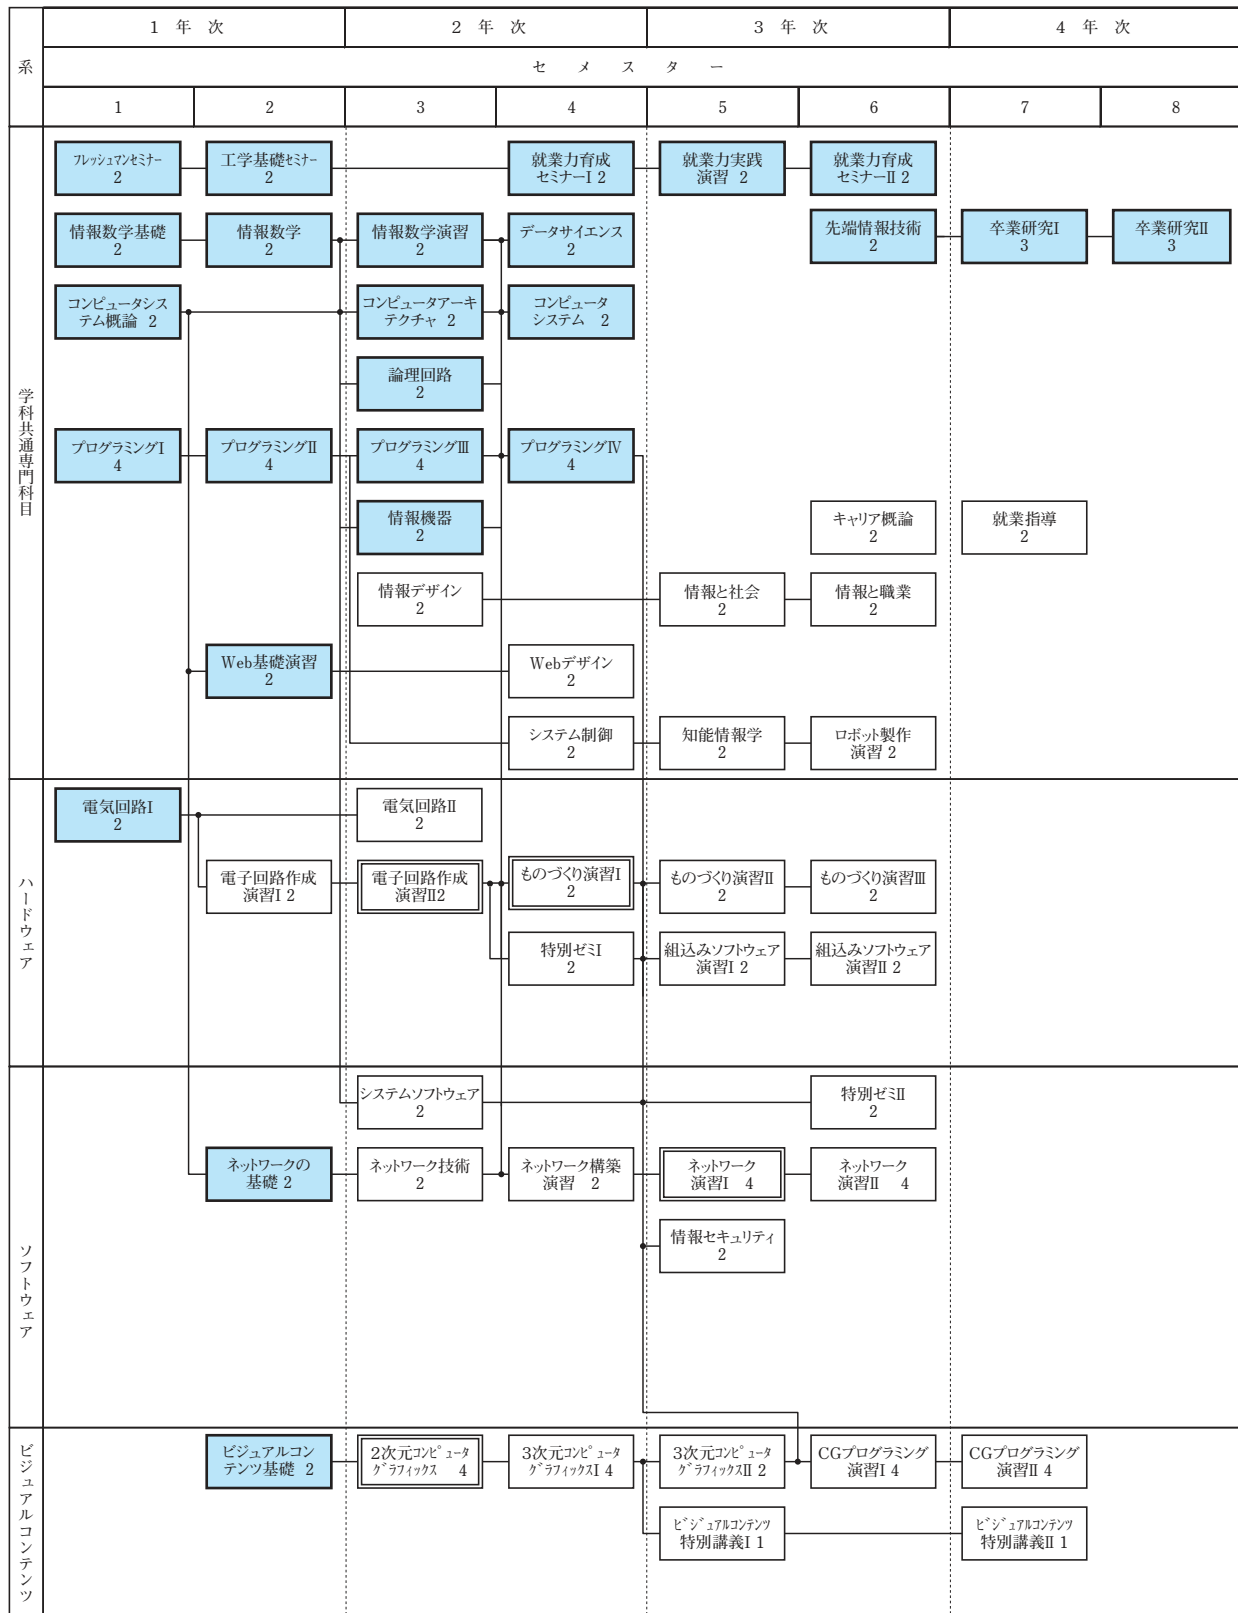 系
1 年 次
2 年 次
3 年 次
4 年 次
セ メ ス タ ー
1
2
3
4
5
6
7
8
学科共通専門科目
フレッシュマンセミナー
2
工学基礎セミナー
2
就業力育成
セミナーI 2
就業力実践
演習 2
就業力育成
セミナーII 2
情報数学基礎
2
情報数学
2
情報数学演習
2
データサイエンス
2
先端情報技術
2
卒業研究I
3
卒業研究II
3
コンピュータシス
テム概論 2
コンピュータアーキ
テクチャ 2
コンピュータ
システム 2
論理回路
2
プログラミングI
4
プログラミングII
4
プログラミングIII
4
プログラミングIV
4
情報機器
2
キャリア概論
2
就業指導
2
情報デザイン
2
情報と社会
2
情報と職業
2
Web基礎演習
2
Webデザイン
2
システム制御
2
知能情報学
2
ロボット製作
演習 2
ハードウェア
電気回路I
2
電気回路II
2
電子回路作成
演習I 2
電子回路作成
演習II2
ものづくり演習I
2
ものづくり演習II
2
ものづくり演習III
2
特別ゼミI
2
組込みソフトウェア
演習I 2
組込みソフトウェア
演習II 2
ソフトウェア
システムソフトウェア
2
特別ゼミII
2
ネットワークの
基礎 2
ネットワーク技術
2
ネットワーク構築
演習 2
ネットワーク
演習I 4
ネットワーク
演習II 4
情報セキュリティ
2
ビジュアルコンテンツ
ビジュアルコン
テンツ基礎 2
2次元コンピュータ
グラフィックス 4
3次元コンピュータ
グラフィックスI 4
3次元コンピュータ
グラフィックスII 2
CGプログラミング
演習I 4
CGプログラミング
演習II 4
ビジュアルコンテンツ
特別講義I 1
ビジュアルコンテンツ
特別講義II 1